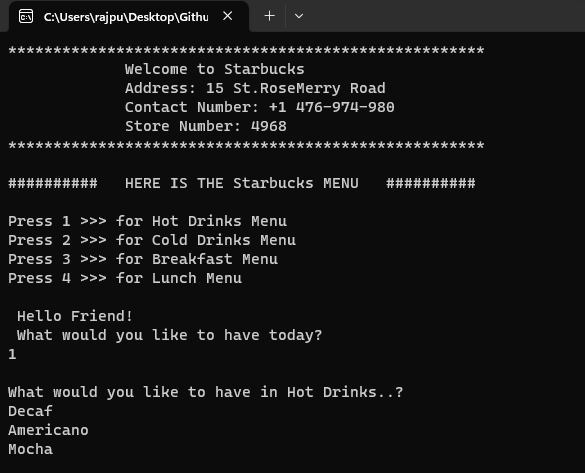 C:\Users\rajpu\Desktop\Githu
*****************************************************
Welcome to Starbucks
Address: 15 St.RoseMerry Road
Contact Number: +1 476-974-980
Store Number: 4968
*****************************************************
########## HERE IS THE Starbucks MENU ##########
Press 1 >>> for Hot Drinks Menu
Press 2 >>> for Cold Drinks Menu
Press 3 >>> for Breakfast Menu
Press 4 >>> for Lunch Menu
Hello Friend!
What would you like to have today?
1
What would you like to have in Hot Drinks..?
Decaf
Americano
Mocha